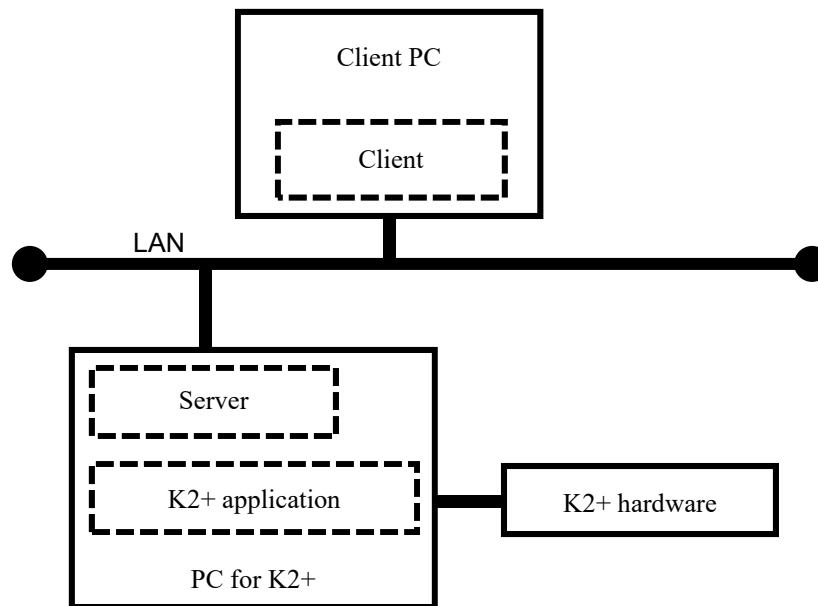 Client PC
Client
LAN
Server
K2+ application
K2+ hardware
PC for K2+